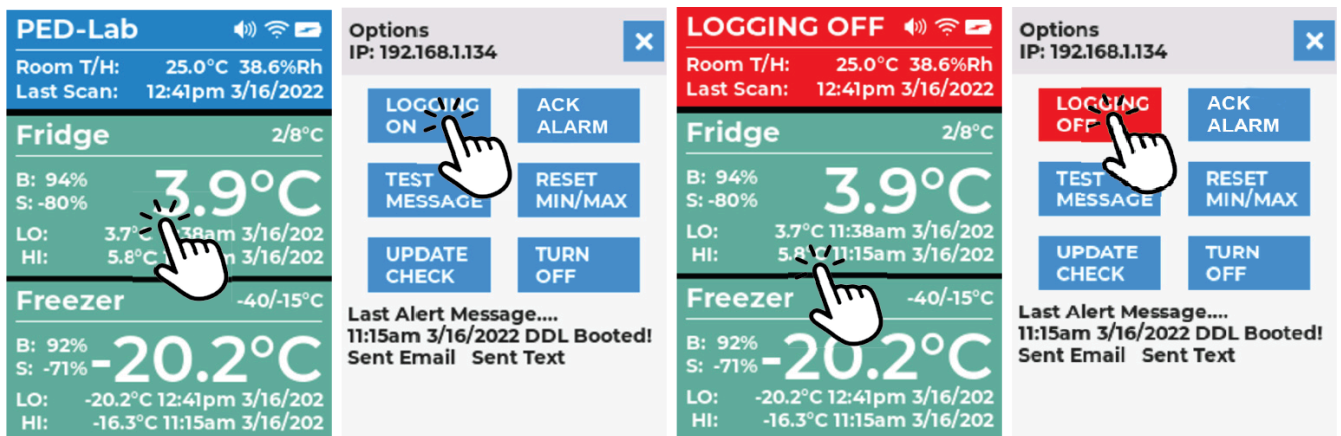 PED-Lab
Room T/H: 25.0°C 38.6%Rh
Last Scan: 12:41pm 3/16/2022
Fridge 2/8°C
B: 94%
S: -80%
3.9°C
LO: 3.7°C :38am 3/16/202
HI: 5.8° 3/16/202
Freezer -40/-15°C
B: 92%
S: -71%
-20.2°C
LO: -20.2°C 12:41pm 3/16/202
HI: -16.3°C 11:15am 3/16/202
Options
IP: 192.168.1.134
LOGGING
ON
ACK
ALARM
TEST
MESSAGE
RESET
MIN/MAX
UPDATE
CHECK
TURN
OFF
Last Alert Message....
11:15am 3/16/2022 DDL Booted!
Sent Email Sent Text
LOGGING OFF
Room T/H: 25.0°C 38.6%Rh
Last Scan: 12:41pm 3/16/2022
Fridge 2/8°C
B: 94%
S: -80%
3.9°C
LO: 3.7°C 11:38am 3/16/202
HI: 5.8°C 11:15am 3/16/202
Freezer -40/-15°C
B: 92%
S: -71%
-20.2°C
LO: -20.2°C 12:41pm 3/16/202
HI: -16.3°C 11:15am 3/16/202
Options
IP: 192.168.1.134
LOGGING
OFF
ACK
ALARM
TEST
MESSAGE
RESET
MIN/MAX
UPDATE
CHECK
TURN
OFF
Last Alert Message....
11:15am 3/16/2022 DDL Booted!
Sent Email Sent Text